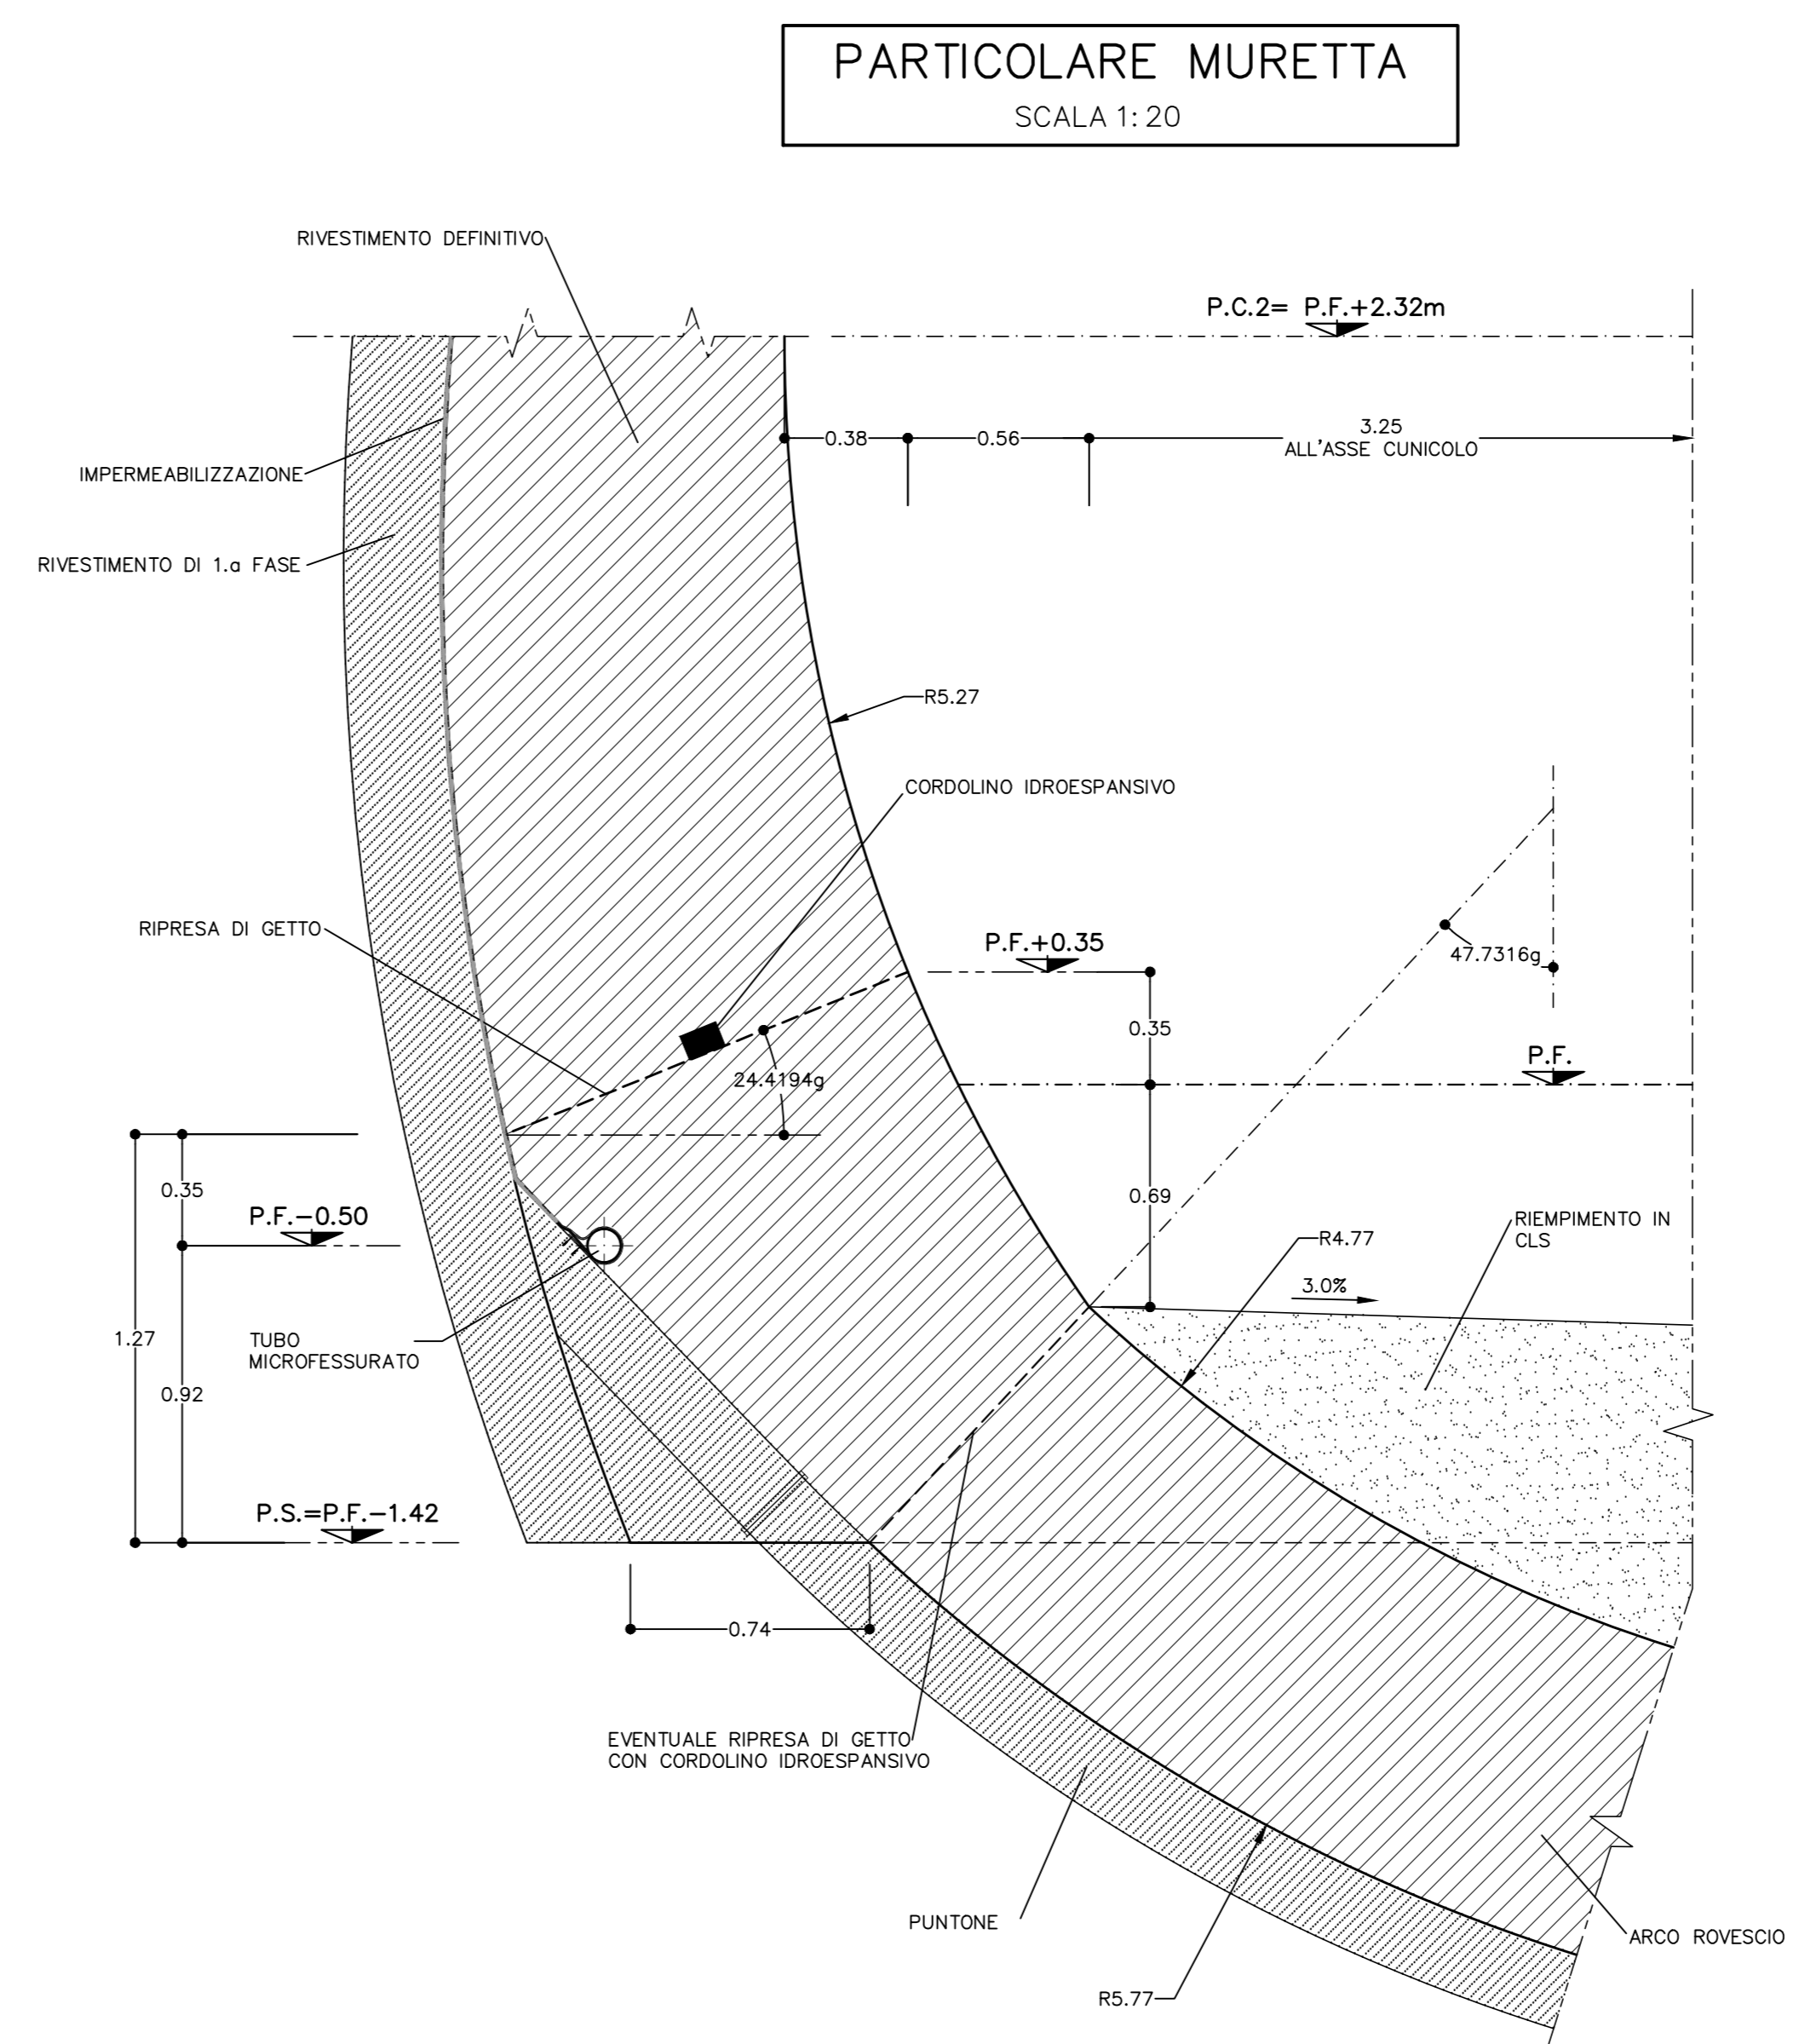 PARTICOLARE MURETTA
SCALA 1:20
RIVESTIMENTO DEFINITIVO
P.C.2= P.F.+2.32m
0.38
0.56
3.25
ALL'ASSE CUNICOLO
IMPERMEABILIZZAZIONE
RIVESTIMENTO DI 1.a FASE
R5.27
CORDOLINO IDROESPANSIVO
RIPRESA DI GETTO
P.F.+0.35
47.7316g
0.35
P.F.
24.4194g
0.35
0.69
P.F.-0.50
RIEMPIMENTO IN
CLS
R4.77
3.0%
1.27
TUBO
MICROFESSURATO
0.92
P.S.=P.F.-1.42
0.74
EVENTUALE RIPRESA DI GETTO
CON CORDOLINO IDROESPANSIVO
PUNTONE
ARCO ROVESCIO
R5.77